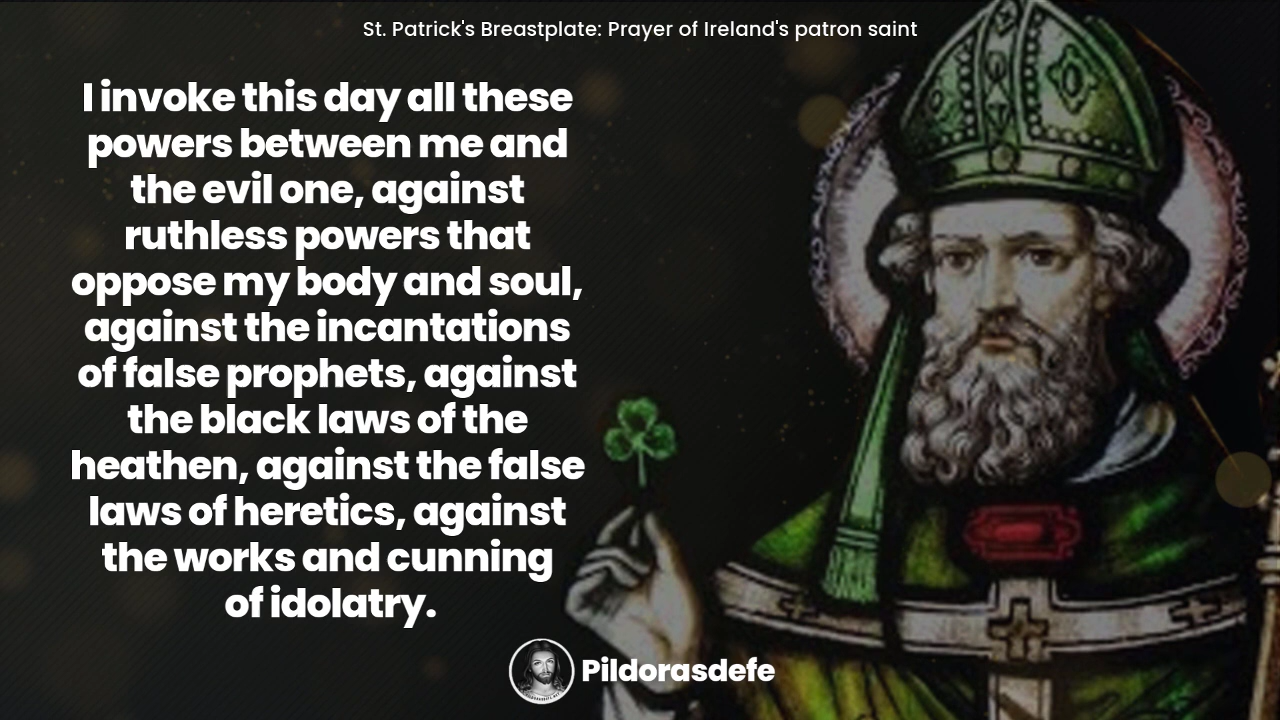 St. Patrick's Breastplate: Prayer of Ireland's patron saint
I invoke this day all these
powers between me and
the evil one, against
ruthless powers that
oppose my body and soul,
against the incantations
of false prophets, against
the black laws of the
heathen, against the false
laws of heretics, against
the works and cunning
of idolatry.
Pildorasdefe